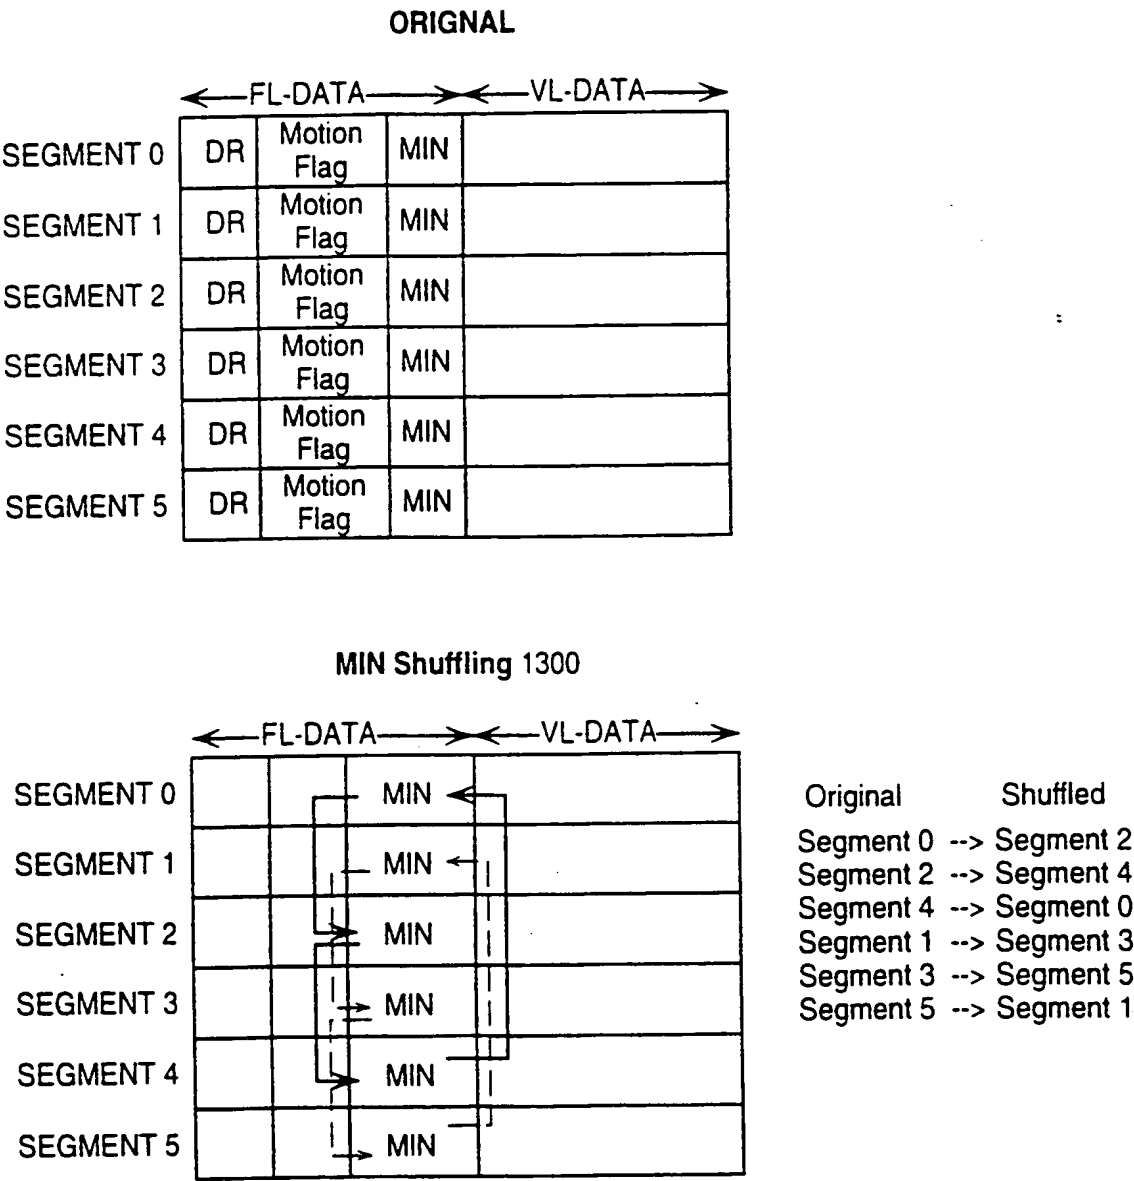 ORIGNAL
FL-DATA VL-DATA
SEGMENT 0 DR Motion Flag MIN
SEGMENT 1 DR Motion Flag MIN
SEGMENT 2 DR Motion Flag MIN
SEGMENT 3 DR Motion Flag MIN
SEGMENT 4 DR Motion Flag MIN
SEGMENT 5 DR Motion Flag MIN
MIN Shuffling 1300
FL-DATA VL-DATA
SEGMENT 0 MIN
SEGMENT 1 MIN
SEGMENT 2 MIN
SEGMENT 3 MIN
SEGMENT 4 MIN
SEGMENT 5 MIN
Original Shuffled
Segment 0 --> Segment 2
Segment 2 --> Segment 4
Segment 4 --> Segment 0
Segment 1 --> Segment 3
Segment 3 --> Segment 5
Segment 5 --> Segment 1